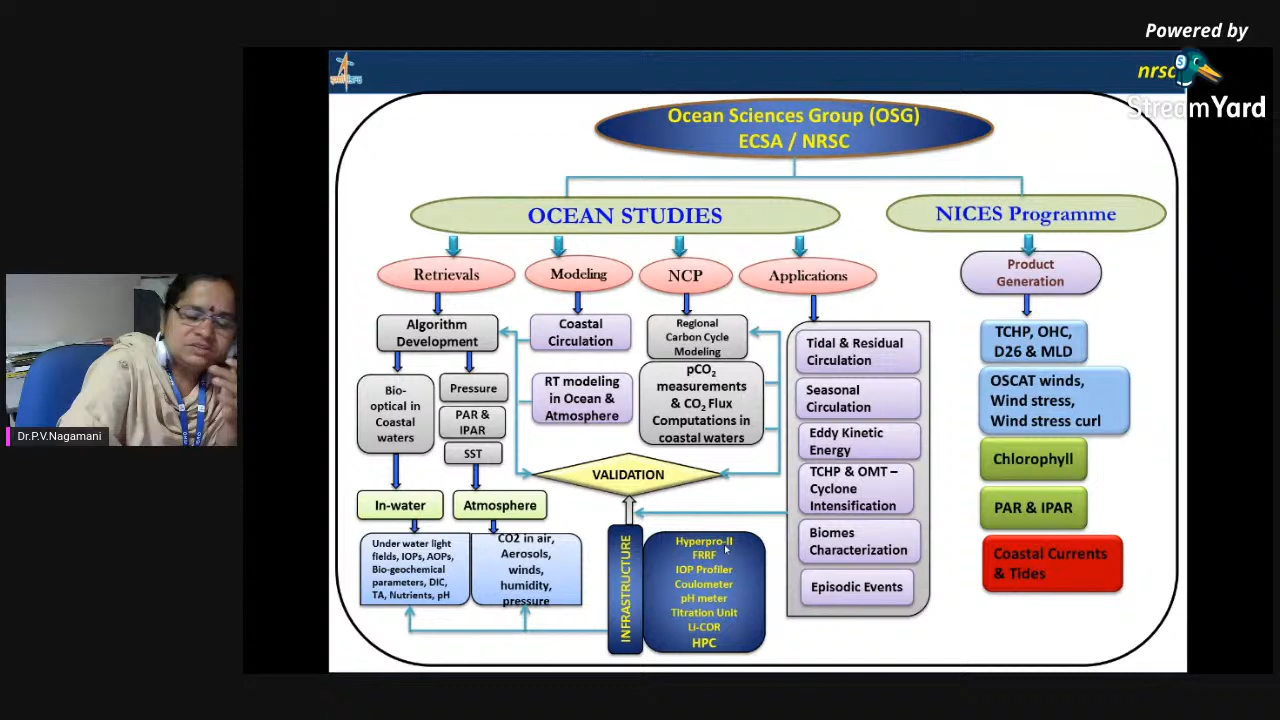 Powered by
StreamYard
nrsc
Ocean Sciences Group (OSG)
ECSA / NRSC
OCEAN STUDIES
NICES Programme
Retrievals
Modeling
NCP
Applications
Product
Generation
Algorithm
Development
Coastal
Circulation
Regional
Carbon Cycle
Modeling
Tidal & Residual
Circulation
TCHP, OHC,
D26 & MLD
Bio-
optical in
Coastal
waters
Pressure
PAR &
IPAR
SST
RT modeling
in Ocean &
Atmosphere
pCO₂
measurements
& CO₂ Flux
Computations in
coastal waters
Seasonal
Circulation
OSCAT winds,
Wind stress,
Wind stress curl
Eddy Kinetic
Energy
Chlorophyll
VALIDATION
TCHP & OMT –
Cyclone
Intensification
PAR & IPAR
In-water
Atmosphere
Under water light
fields, IOPs, AOPs,
Bio-geochemical
parameters, DIC,
TA, Nutrients, pH
CO2 in air,
Aerosols,
winds,
humidity,
pressure
INFRASTRUCTURE
Hyperpro-II
FRRF
IOP Profiler
Coulometer
pH meter
Titration Unit
Li-COR
HPC
Biomes
Characterization
Episodic Events
Coastal Currents
& Tides
Dr.P.V.Nagamani